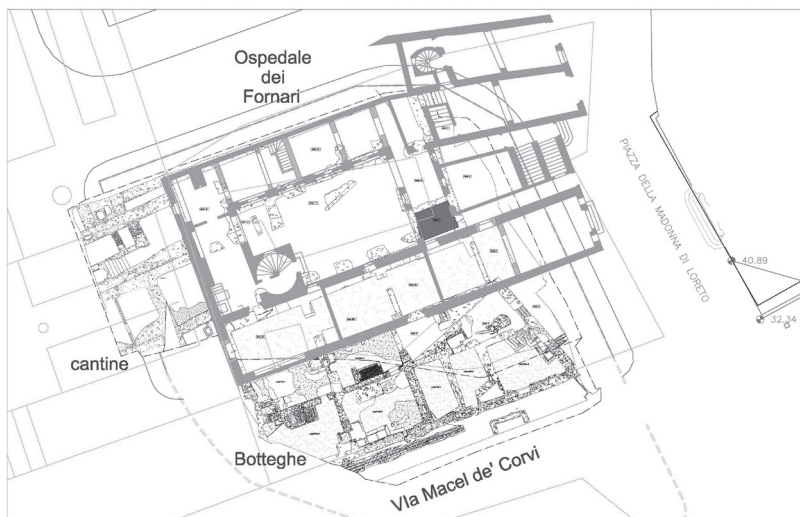 Ospedale
dei
Fornari
PIAZZA DELLA MADONNA DI LORETO
40.89
32.34
cantine
Botteghe
VIa Macel de' Corvi